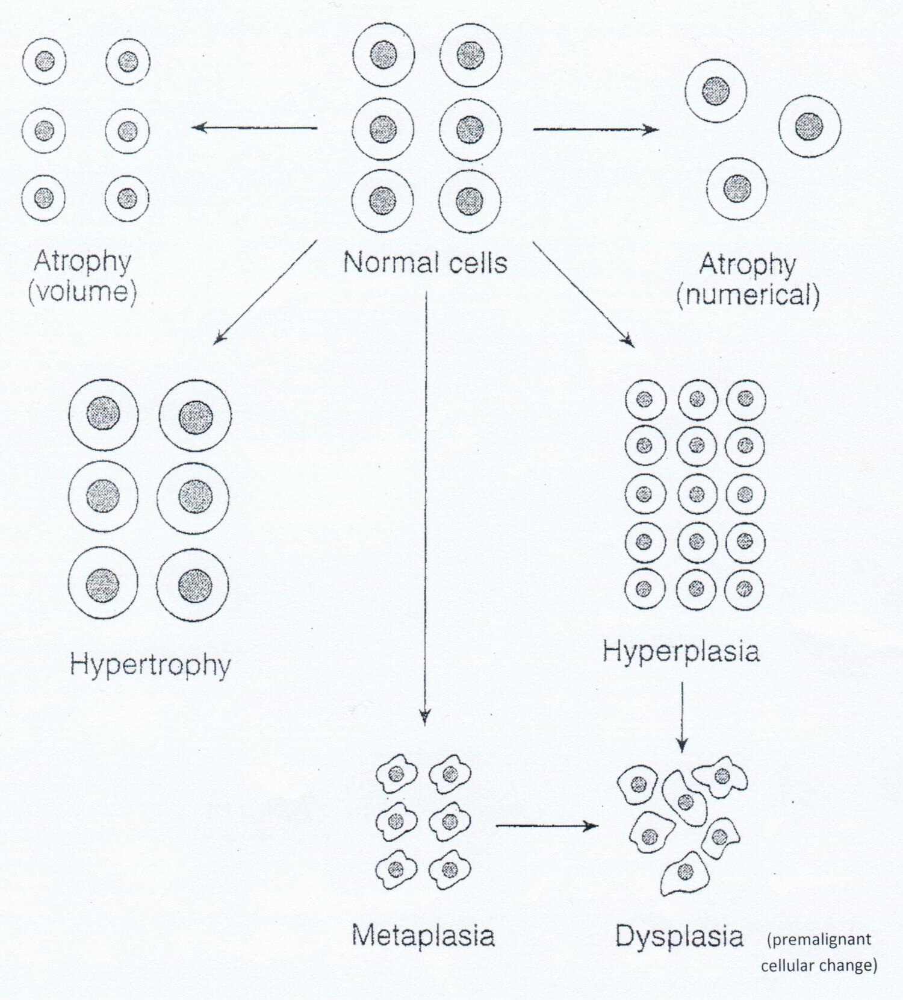 Normal cells
Atrophy
(volume)
Atrophy
(numerical)
Hypertrophy
Hyperplasia
Metaplasia
Dysplasia
(premalignant
cellular change)